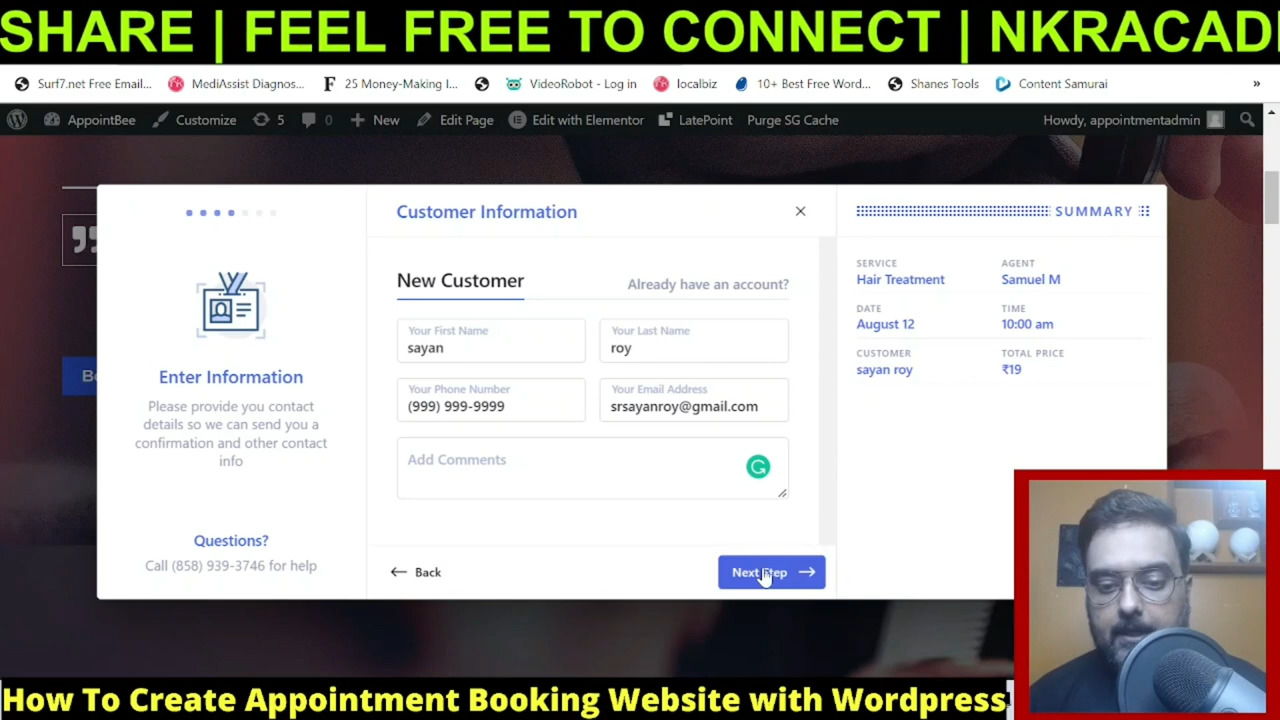 SHARE | FEEL FREE TO CONNECT | NKRACADE
Surf7.net Free Email... MediAssist Diagnos... 25 Money-Making I... VideoRobot - Log in localbiz 10+ Best Free Word... Shanes Tools Content Samurai »
AppointBee Customize 5 0 New Edit Page Edit with Elementor LatePoint Purge SG Cache Howdy, appointmentadmin
Customer Information
SUMMARY
New Customer Already have an account?
Your First Name Your Last Name
sayan roy
Your Phone Number Your Email Address
(999) 999-9999 srsayanroy@gmail.com
Add Comments
Back Next Step
Enter Information
Please provide you contact
details so we can send you a
confirmation and other contact
info
Questions?
Call (858) 939-3746 for help
SERVICE AGENT
Hair Treatment Samuel M
DATE TIME
August 12 10:00 am
CUSTOMER TOTAL PRICE
sayan roy ₹19
How To Create Appointment Booking Website with Wordpress